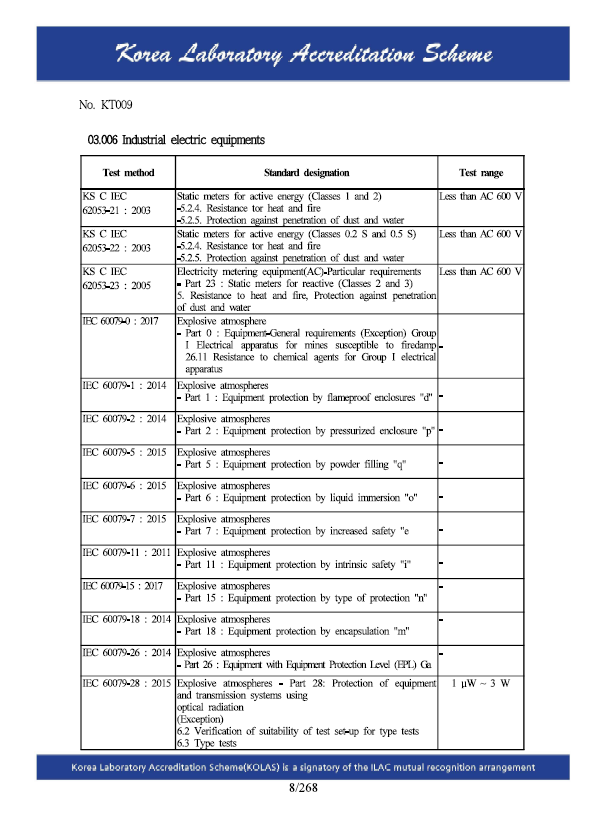 Korea Laboratory Accreditation Scheme
No. KT009
03.006 Industrial electric equipments
Test method Standard designation Test range
KS C IEC Static meters for active energy (Classes 1 and 2) Less than AC 600 V
62053-21 : 2003 -5.2.4. Resistance tor heat and fire
-5.2.5. Protection against penetration of dust and water
KS C IEC Static meters for active energy (Classes 0.2 S and 0.5 S) Less than AC 600 V
62053-22 : 2003 -5.2.4. Resistance tor heat and fire
-5.2.5. Protection against penetration of dust and water
KS C IEC Electricity metering equipment(AC)-Particular requirements Less than AC 600 V
62053-23 : 2005 - Part 23 : Static meters for reactive (Classes 2 and 3)
5. Resistance to heat and fire, Protection against penetration
of dust and water
IEC 60079-0 : 2017 Explosive atmosphere
- Part 0 : Equipment-General requirements (Exception) Group
I Electrical apparatus for mines susceptible to firedamp -
26.11 Resistance to chemical agents for Group I electrical
apparatus
IEC 60079-1 : 2014 Explosive atmospheres
- Part 1 : Equipment protection by flameproof enclosures "d" -
IEC 60079-2 : 2014 Explosive atmospheres
- Part 2 : Equipment protection by pressurized enclosure "p" -
IEC 60079-5 : 2015 Explosive atmospheres
- Part 5 : Equipment protection by powder filling "q" -
IEC 60079-6 : 2015 Explosive atmospheres
- Part 6 : Equipment protection by liquid immersion "o" -
IEC 60079-7 : 2015 Explosive atmospheres
- Part 7 : Equipment protection by increased safety "e -
IEC 60079-11 : 2011 Explosive atmospheres
- Part 11 : Equipment protection by intrinsic safety "i" -
IEC 60079-15 : 2017 Explosive atmospheres -
- Part 15 : Equipment protection by type of protection "n"
IEC 60079-18 : 2014 Explosive atmospheres -
- Part 18 : Equipment protection by encapsulation "m"
IEC 60079-26 : 2014 Explosive atmospheres -
- Part 26 : Equipment with Equipment Protection Level (EPL) Ga
IEC 60079-28 : 2015 Explosive atmospheres - Part 28: Protection of equipment 1 μW ~ 3 W
and transmission systems using
optical radiation
(Exception)
6.2 Verification of suitability of test set-up for type tests
6.3 Type tests
Korea Laboratory Accreditation Scheme(KOLAS) is a signatory of the ILAC mutual recognition arrangement
8/268